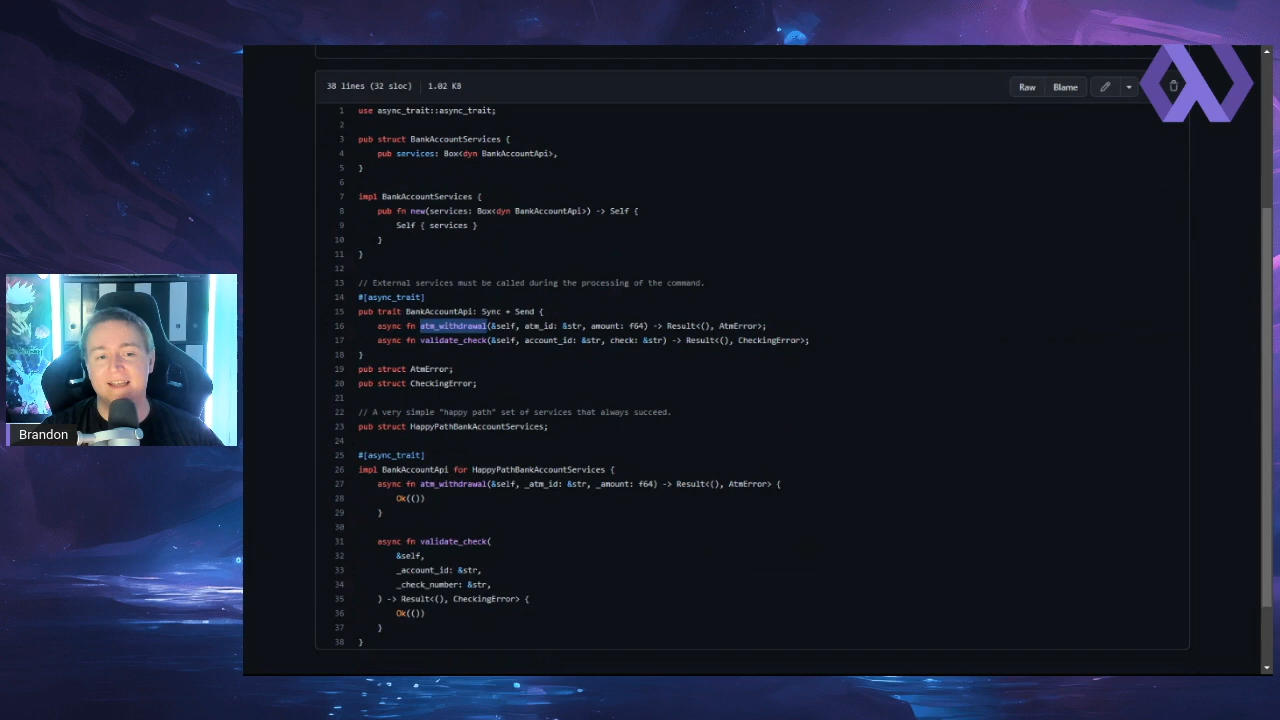 38 lines (32 sloc) 1.02 KB
Raw Blame
1 use async_trait::async_trait;
2
3 pub struct BankAccountServices {
4 pub services: Box<dyn BankAccountApi>,
5 }
6
7 impl BankAccountServices {
8 pub fn new(services: Box<dyn BankAccountApi>) -> Self {
9 Self { services }
10 }
11 }
12
13 // External services must be called during the processing of the command.
14 #[async_trait]
15 pub trait BankAccountApi: Sync + Send {
16 async fn atm_withdrawal(&self, atm_id: &str, amount: f64) -> Result<(), AtmError>;
17 async fn validate_check(&self, account_id: &str, check: &str) -> Result<(), CheckingError>;
18 }
19 pub struct AtmError;
20 pub struct CheckingError;
21
22 // A very simple "happy path" set of services that always succeed.
23 pub struct HappyPathBankAccountServices;
24
25 #[async_trait]
26 impl BankAccountApi for HappyPathBankAccountServices {
27 async fn atm_withdrawal(&self, _atm_id: &str, _amount: f64) -> Result<(), AtmError> {
28 Ok(())
29 }
30
31 async fn validate_check(
32 &self,
33 _account_id: &str,
34 _check_number: &str,
35 ) -> Result<(), CheckingError> {
36 Ok(())
37 }
38 }
Brandon